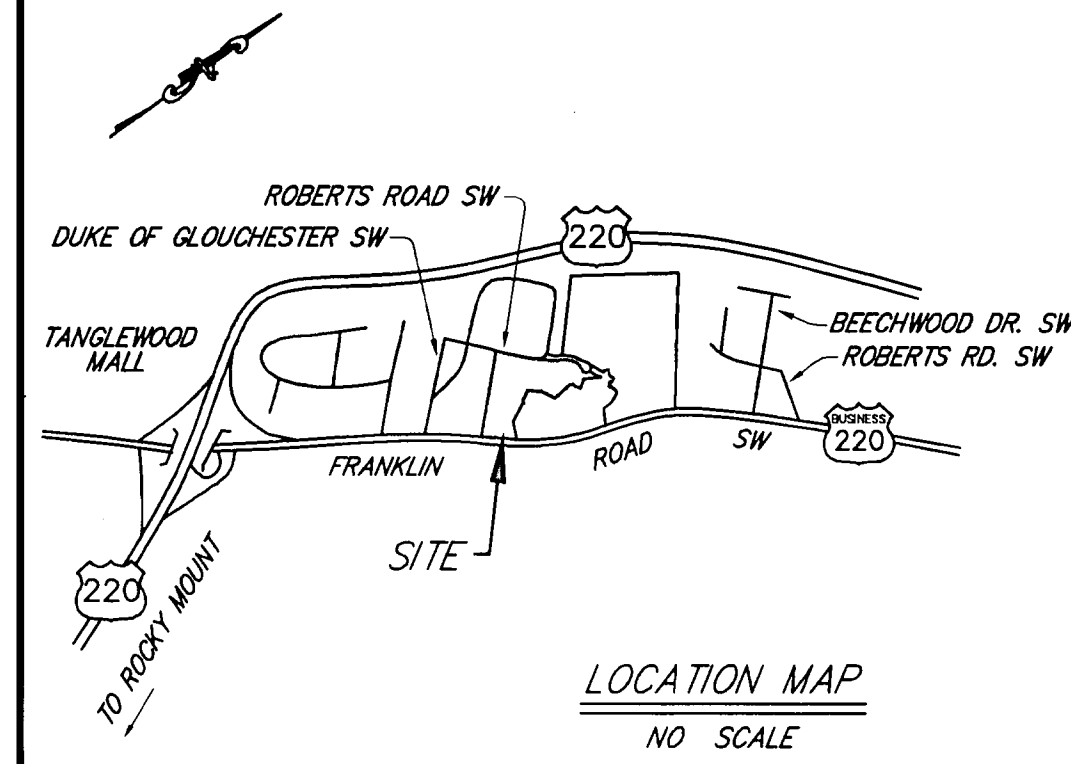 N
ROBERTS ROAD SW
DUKE OF GLOUCHESTER SW
220
TANGLEWOOD
MALL
BEECHWOOD DR. SW
ROBERTS RD. SW
BUSINESS
220
FRANKLIN
ROAD
SW
SITE
220
TO ROCKY MOUNT
LOCATION MAP
NO SCALE